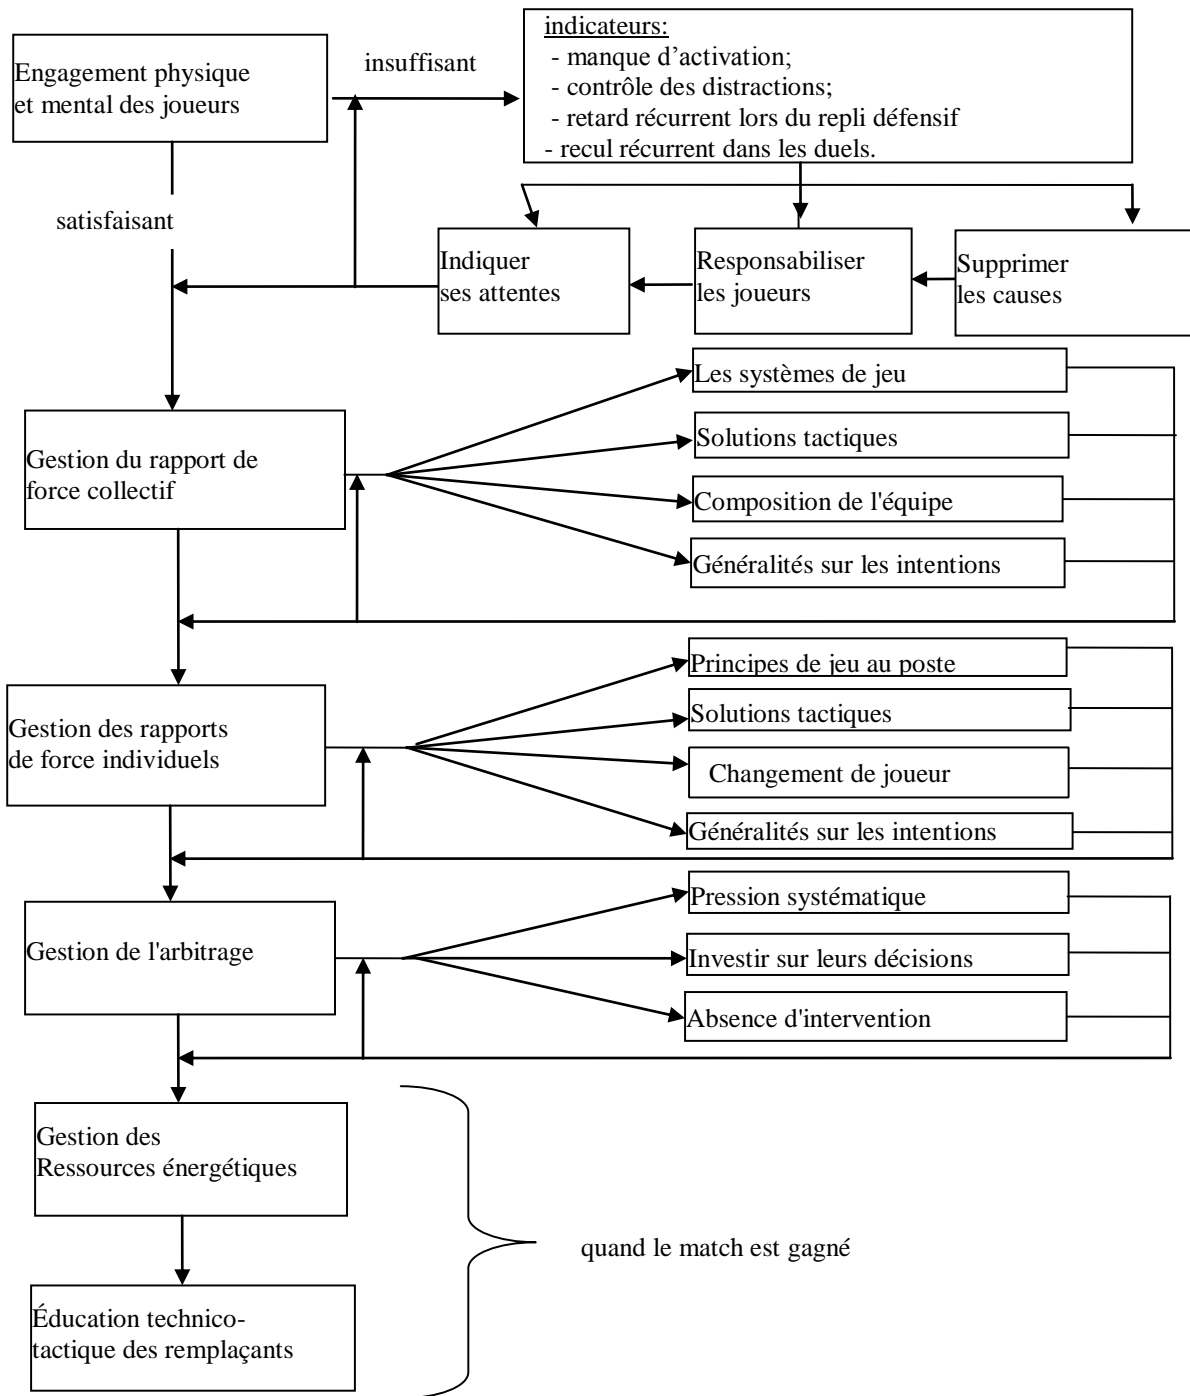 Engagement physique
et mental des joueurs
insuffisant
indicateurs:
- manque d'activation;
- contrôle des distractions;
- retard récurrent lors du repli défensif
- recul récurrent dans les duels.
satisfaisant
Indiquer
ses attentes
Responsabiliser
les joueurs
Supprimer
les causes
Gestion du rapport de
force collectif
Les systèmes de jeu
Solutions tactiques
Composition de l'équipe
Généralités sur les intentions
Gestion des rapports
de force individuels
Principes de jeu au poste
Solutions tactiques
Changement de joueur
Généralités sur les intentions
Gestion de l'arbitrage
Pression systématique
Investir sur leurs décisions
Absence d'intervention
Gestion des
Ressources énergétiques
quand le match est gagné
Éducation technico-
tactique des remplaçants